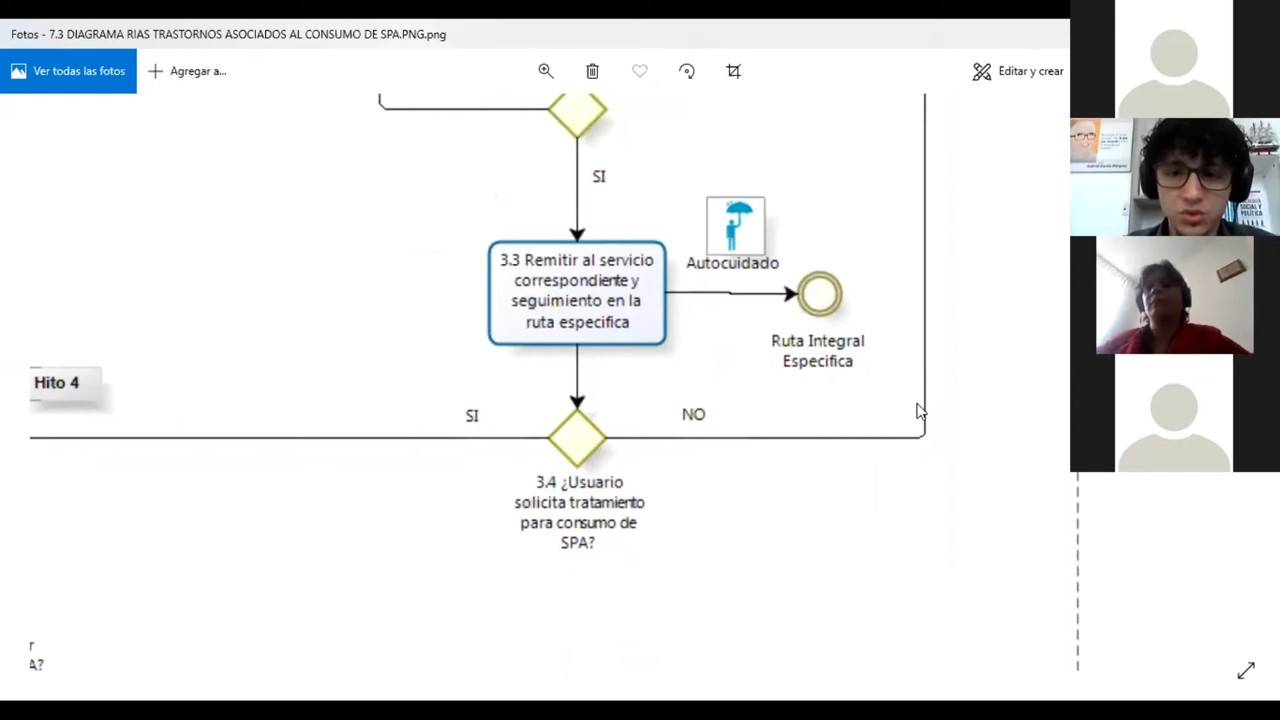 Fotos - 7.3 DIAGRAMA RIAS TRASTORNOS ASOCIADOS AL CONSUMO DE SPA.PNG.png
Ver todas las fotos
Agregar a...
Editar y crear
SI
3.3 Remitir al servicio
correspondiente y
seguimiento en la
ruta especifica
Autocuidado
Ruta Integral
Especifica
Hito 4
SI
NO
3.4 ¿Usuario
solicita tratamiento
para consumo de
SPA?
r
A?
SOCIAL Y
POLÍTICA